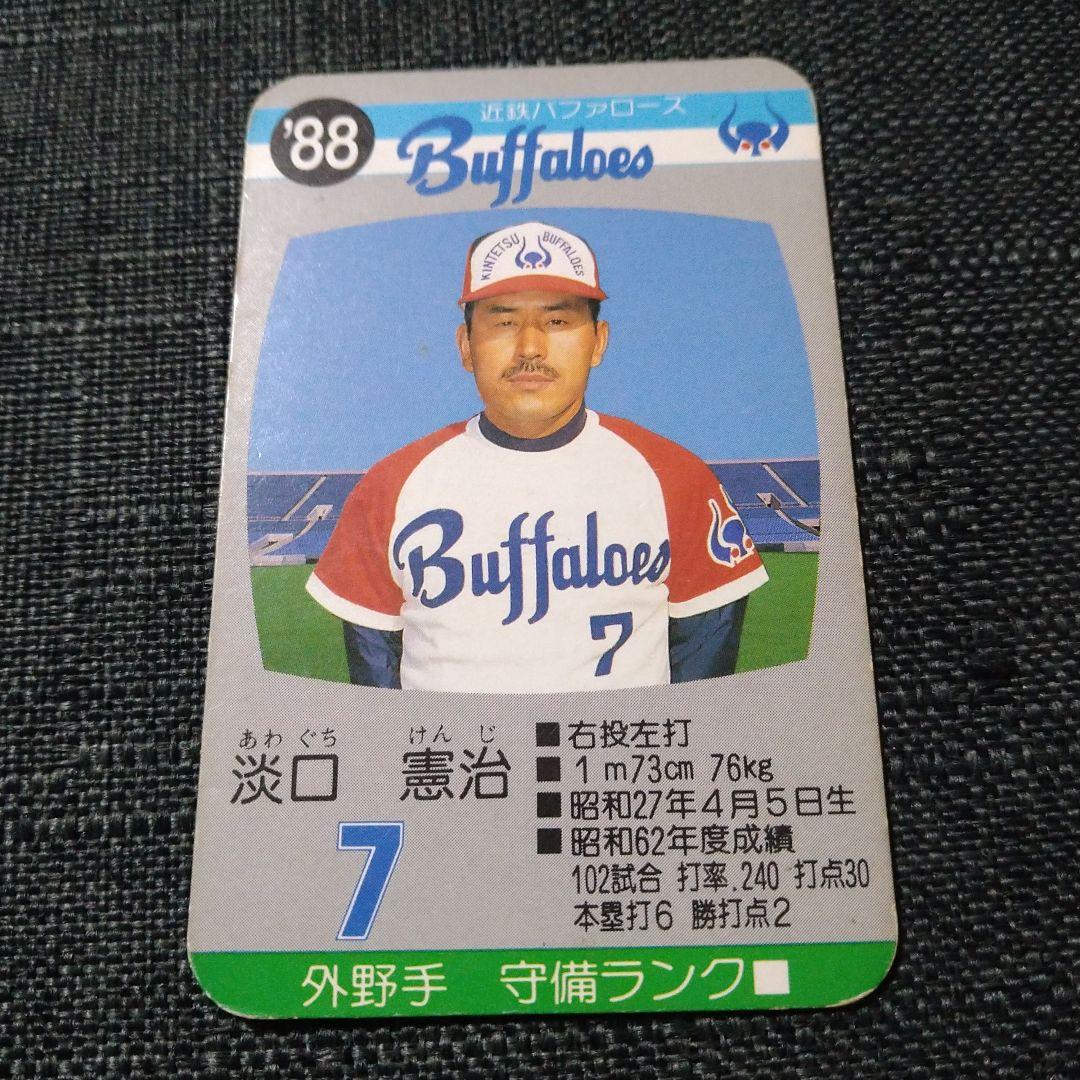 '88
近鉄バファローズ
Buffaloes
KINTETSU BUFFALOES
Buffaloes
7
あわ ぐち けん じ
淡口 憲治
7
■右投左打
■1m73cm 76kg
■昭和27年4月5日生
■昭和62年度成績
102試合 打率.240 打点30
本塁打6 勝打点2
外野手 守備ランク■